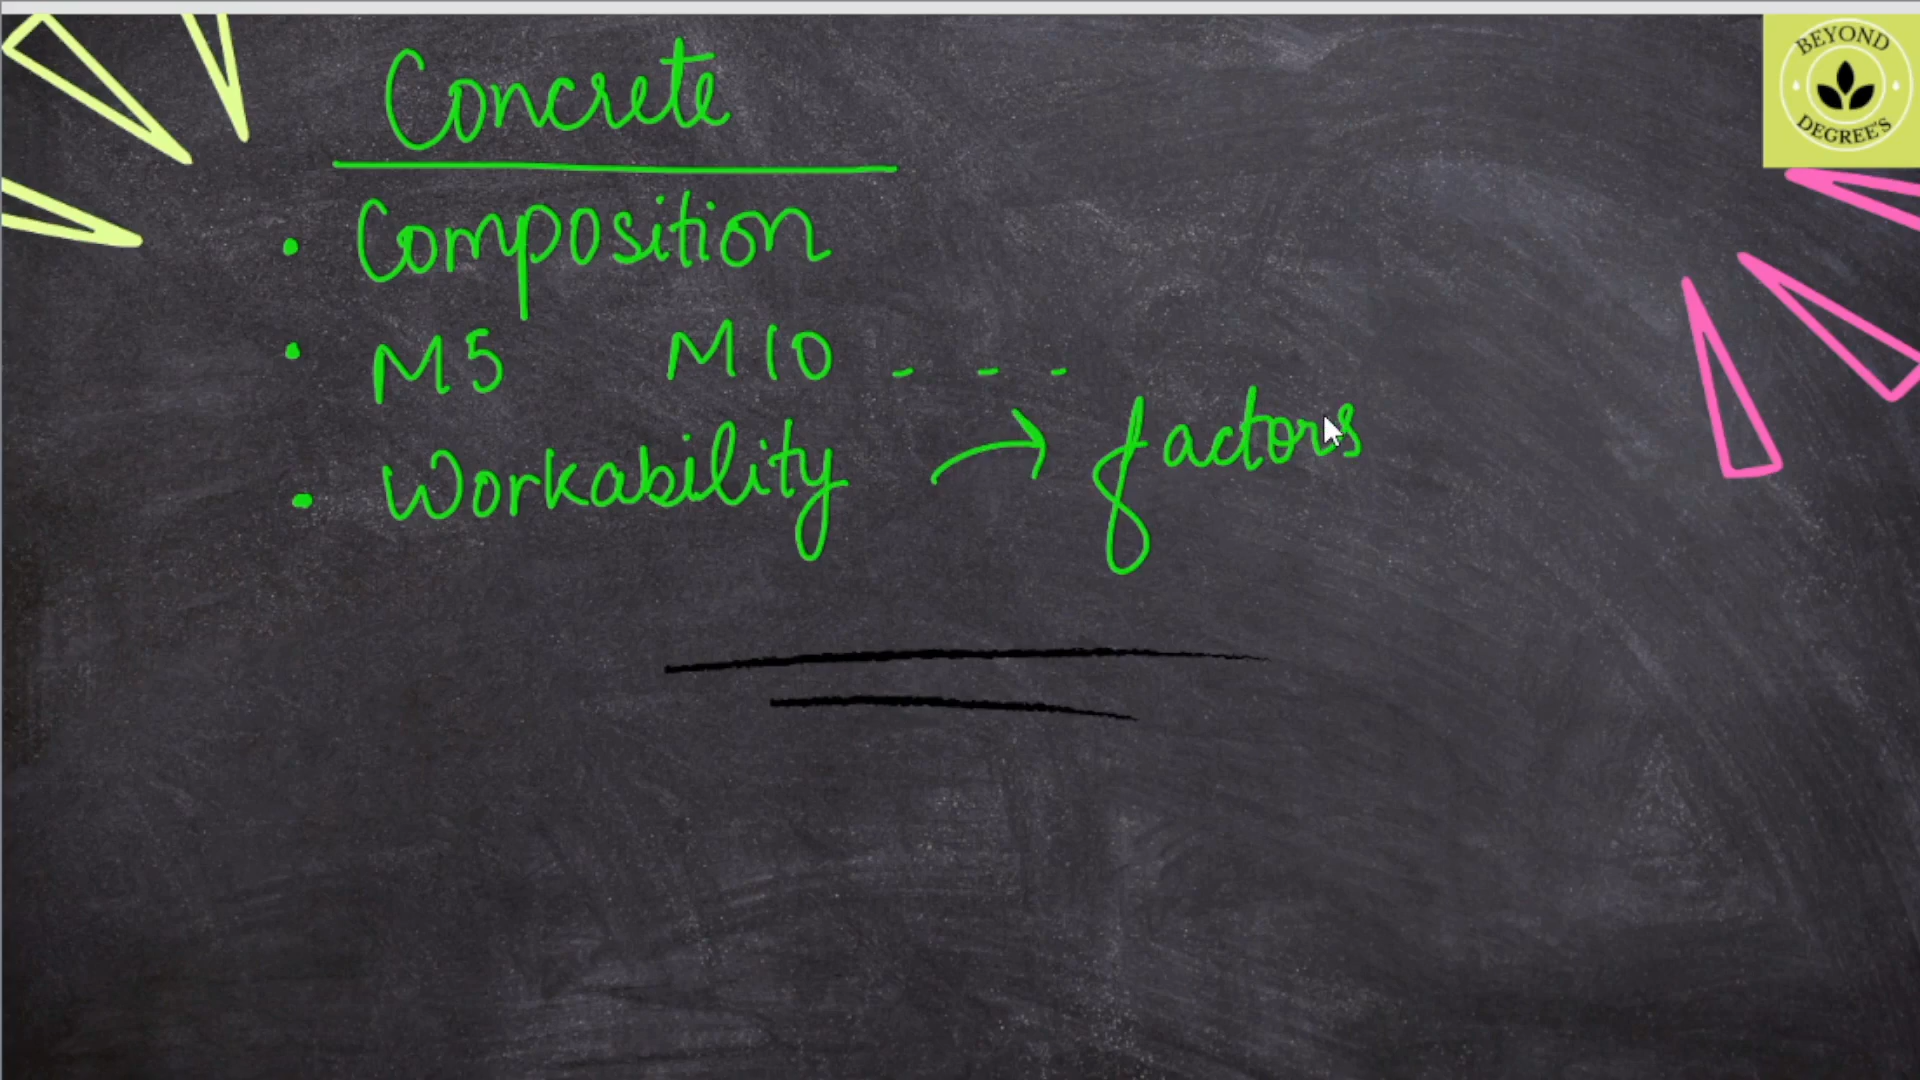 BEYOND
DEGREE'S
Concrete
• Composition
• M5 M10 - - -
• Workability → factors